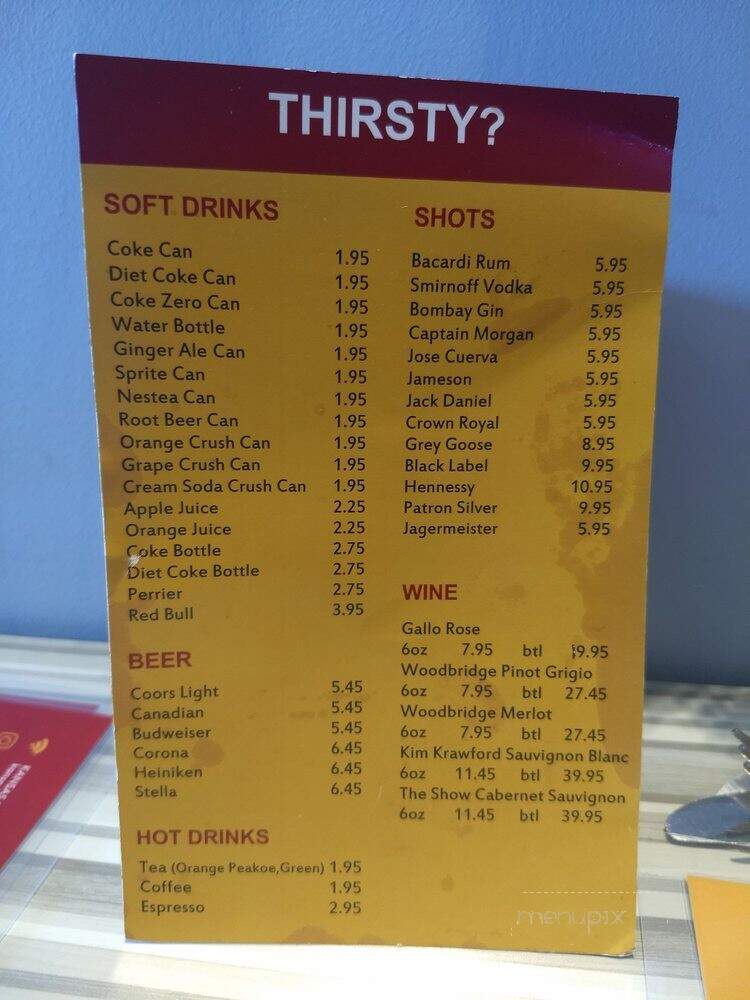 THIRSTY?
SOFT DRINKS
Coke Can 1.95
Diet Coke Can 1.95
Coke Zero Can 1.95
Water Bottle 1.95
Ginger Ale Can 1.95
Sprite Can 1.95
Nestea Can 1.95
Root Beer Can 1.95
Orange Crush Can 1.95
Grape Crush Can 1.95
Cream Soda Crush Can 1.95
Apple Juice 2.25
Orange Juice 2.25
Coke Bottle 2.75
Diet Coke Bottle 2.75
Perrier 2.75
Red Bull 3.95
BEER
Coors Light 5.45
Canadian 5.45
Budweiser 5.45
Corona 6.45
Heiniken 6.45
Stella 6.45
HOT DRINKS
Tea (Orange Peakoe,Green) 1.95
Coffee 1.95
Espresso 2.95
SHOTS
Bacardi Rum 5.95
Smirnoff Vodka 5.95
Bombay Gin 5.95
Captain Morgan 5.95
Jose Cuerva 5.95
Jameson 5.95
Jack Daniel 5.95
Crown Royal 5.95
Grey Goose 8.95
Black Label 9.95
Hennessy 10.95
Patron Silver 9.95
Jagermeister 5.95
WINE
Gallo Rose
6oz 7.95 btl
Woodbridge Pinot Grigio
6oz 7.95 btl 27.45
Woodbridge Merlot
6oz 7.95 btl 27.45
Kim Krawford Sauvignon Blanc
6oz 11.45 btl 39.95
The Show Cabernet Sauvignon
6oz 11.45 btl 39.95
menupix
KANSAS